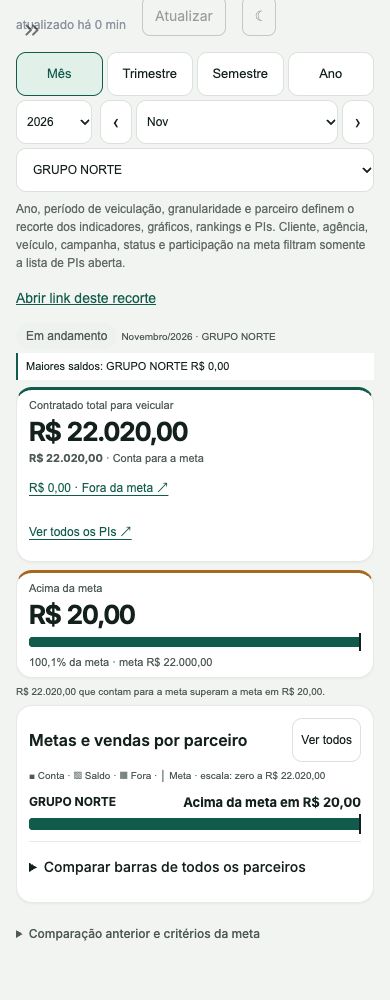 atualizado há 0 min
Atualizar
Mês
Trimestre
Semestre
Ano
2026
Nov
GRUPO NORTE
Ano, período de veiculação, granularidade e parceiro definem o
recorte dos indicadores, gráficos, rankings e PIs. Cliente, agência,
veículo, campanha, status e participação na meta filtram somente
a lista de PIs aberta.
Abrir link deste recorte
Em andamento Novembro/2026 · GRUPO NORTE
Maiores saldos: GRUPO NORTE R$ 0,00
Contratado total para veicular
R$ 22.020,00
R$ 22.020,00 · Conta para a meta
R$ 0,00 · Fora da meta ↗
Ver todos os PIs ↗
Acima da meta
R$ 20,00
100,1% da meta · meta R$ 22.000,00
R$ 22.020,00 que contam para a meta superam a meta em R$ 20,00.
Metas e vendas por parceiro
Ver todos
■ Conta · ▧ Saldo · ▦ Fora · │ Meta · escala: zero a R$ 22.020,00
GRUPO NORTE Acima da meta em R$ 20,00
▶ Comparar barras de todos os parceiros
▶ Comparação anterior e critérios da meta